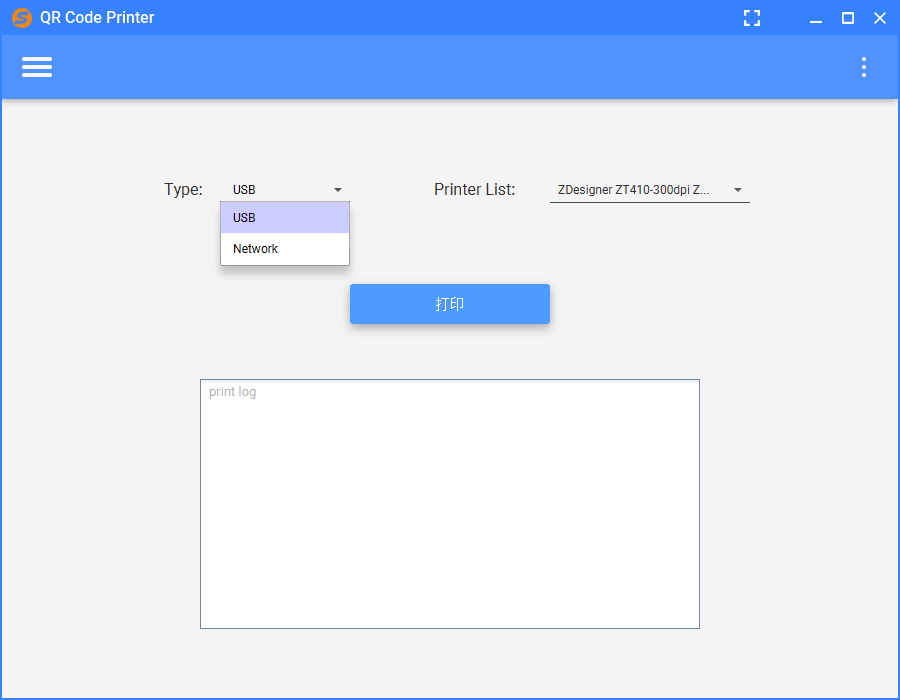 QR Code Printer
Type:
USB
Printer List:
ZDesigner ZT410-300dpi Z...
USB
Network
打印
print log